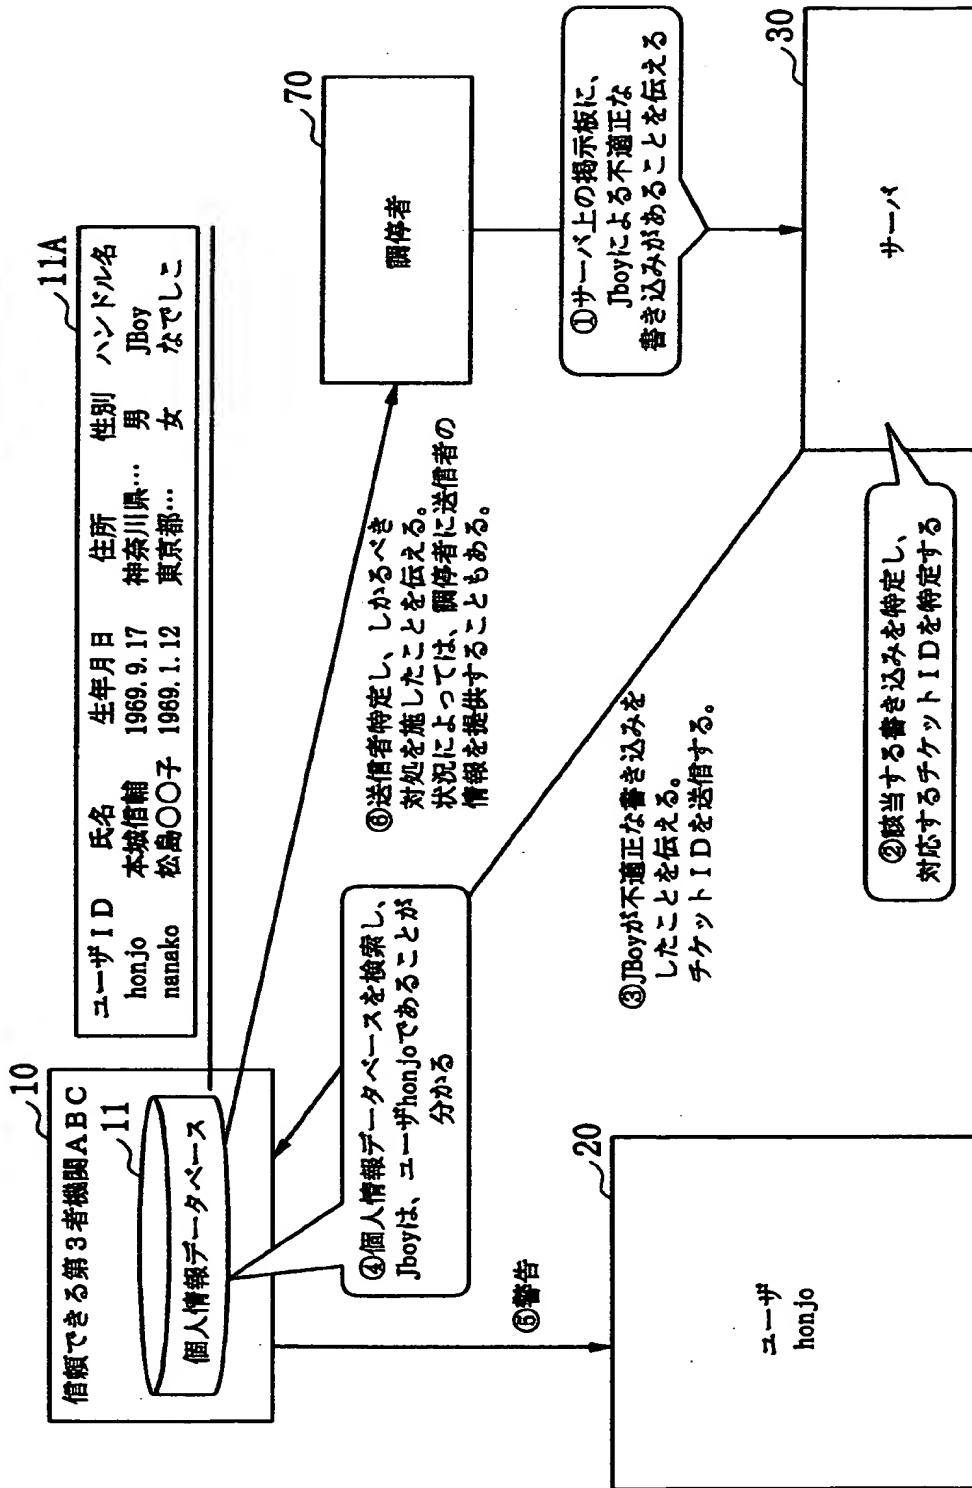 11A
ユーザID 氏名 生年月日 住所 性別 ハンドル名
honjo 本城信輔 1969.9.17 神奈川県… 男 JBoy
nanako 松島〇〇子 1969.1.12 東京都… 女 なでしこ
10
信頼できる第3者機関ABC
11
個人情報データベース
70
調停者
⑥送信者特定し、しかるべき
対処を施したことを伝える。
状況によっては、調停者に送信者の
情報を提供することもある。
①サーバ上の掲示板に、
Jboyによる不適正な
書き込みがあることを伝える
④個人情報データベースを検索し、
Jboyは、ユーザhonjoであることが
分かる
③JBoyが不適正な書き込みを
したことを伝える。
チケットIDを送信する。
⑤警告
20
ユーザ
honjo
30
サーバ
②該当する書き込みを特定し、
対応するチケットIDを特定する